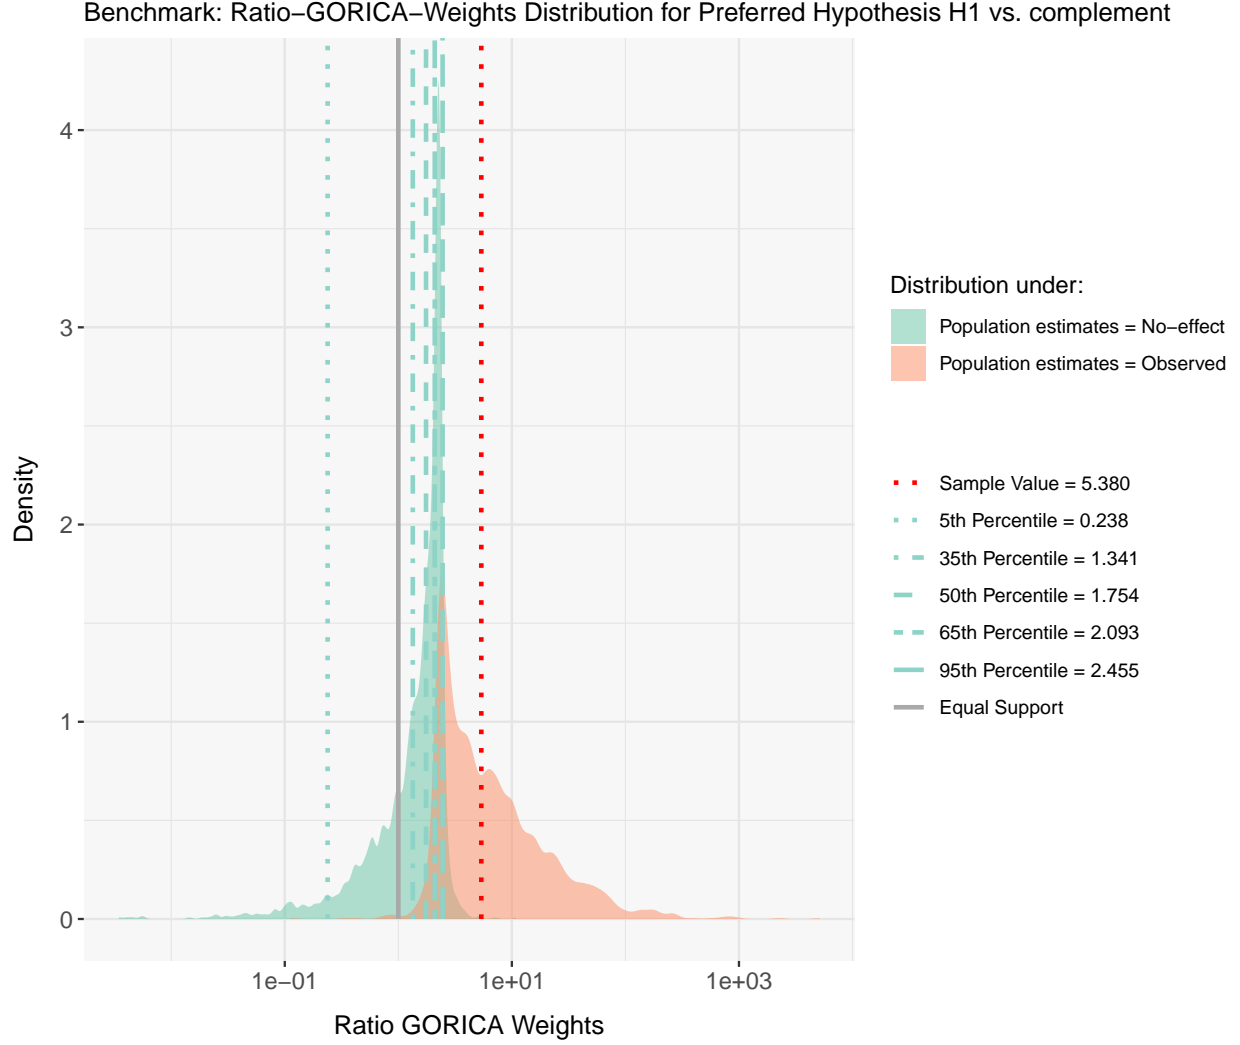 Benchmark: Ratio−GORICA−Weights Distribution for Preferred Hypothesis H1 vs. complement
4
3
2
1
0
Density
1e−01
1e+01
1e+03
Ratio GORICA Weights
Distribution under:
Population estimates = No−effect
Population estimates = Observed
Sample Value = 5.380
5th Percentile = 0.238
35th Percentile = 1.341
50th Percentile = 1.754
65th Percentile = 2.093
95th Percentile = 2.455
Equal Support